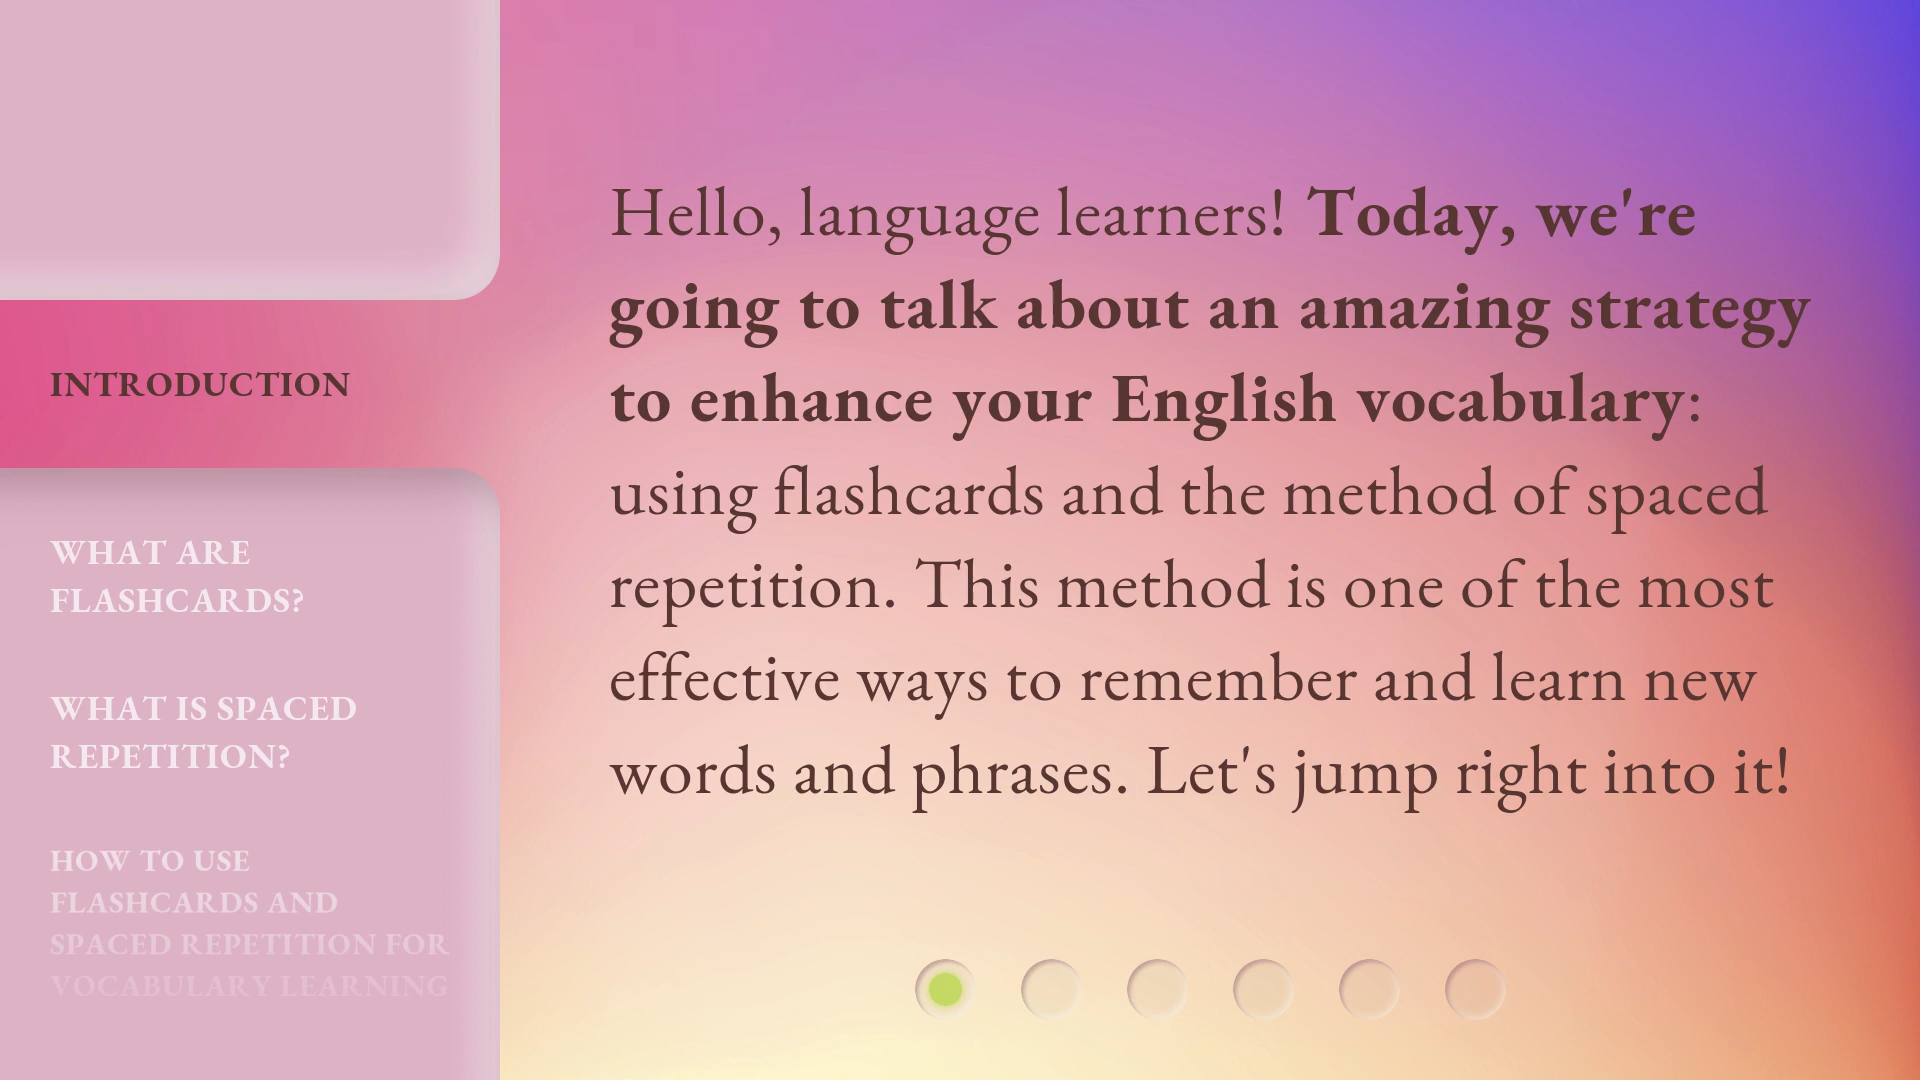 INTRODUCTION
WHAT ARE
FLASHCARDS?
WHAT IS SPACED
REPETITION?
HOW TO USE
FLASHCARDS AND
SPACED REPETITION FOR
VOCABULARY LEARNING
Hello, language learners! Today, we're
going to talk about an amazing strategy
to enhance your English vocabulary:
using flashcards and the method of spaced
repetition. This method is one of the most
effective ways to remember and learn new
words and phrases. Let's jump right into it!